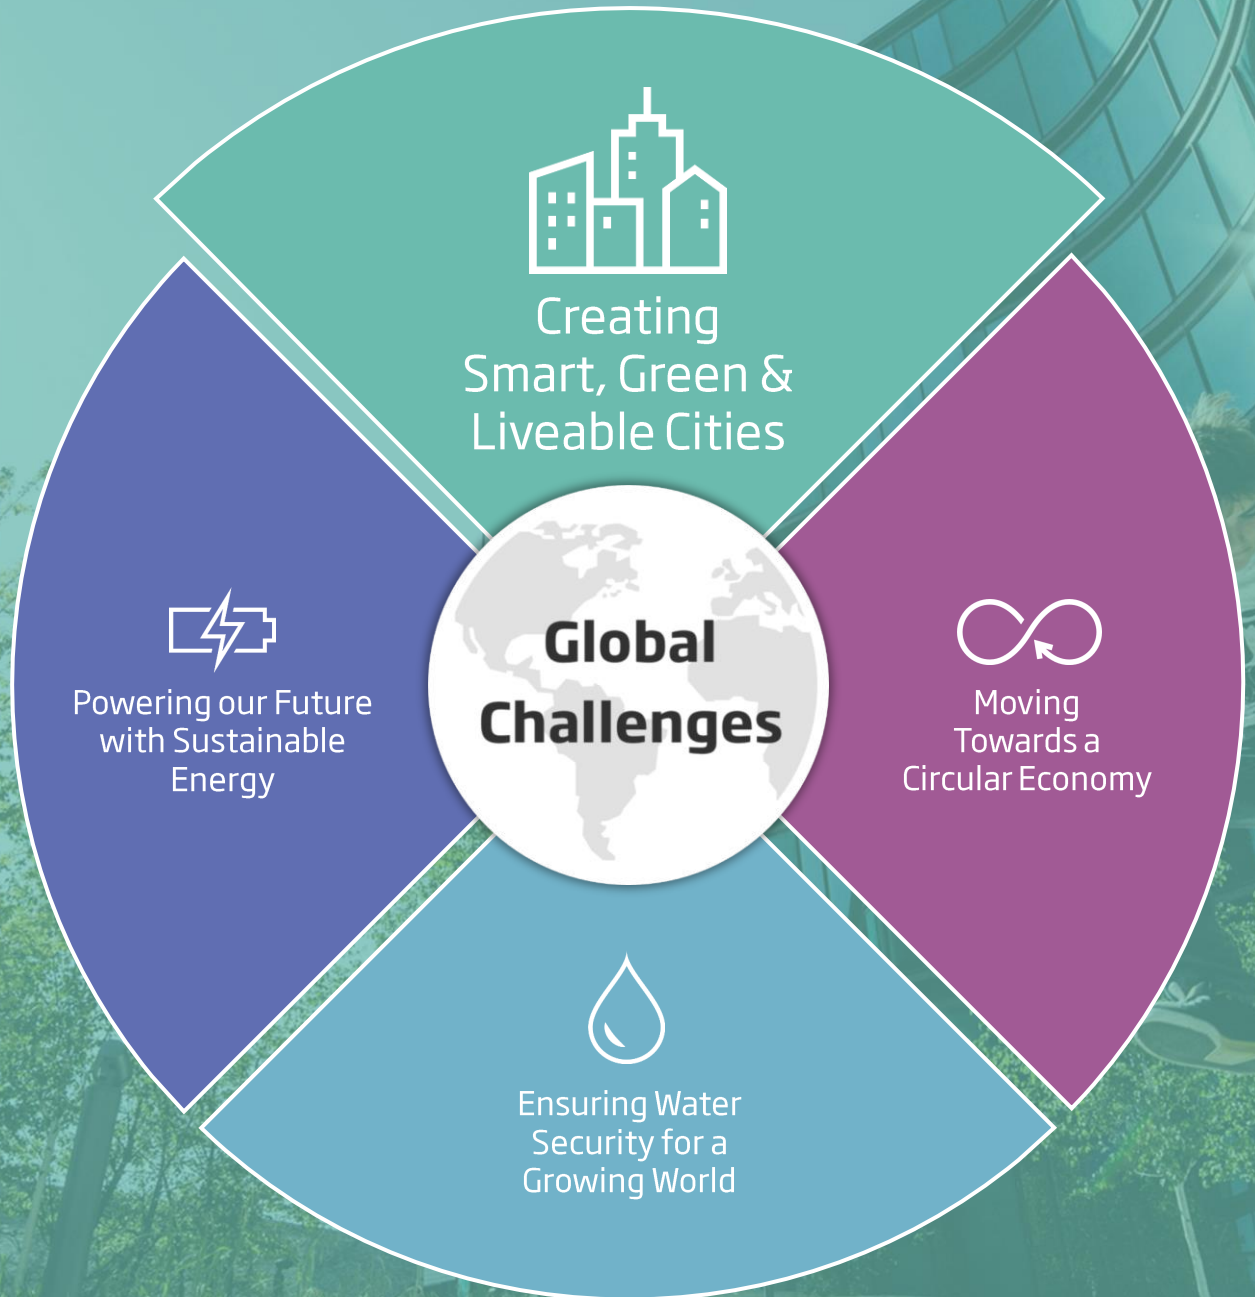 Creating
Smart, Green &
Liveable Cities
Global
Challenges
Powering our Future
with Sustainable
Energy
Moving
Towards a
Circular Economy
Ensuring Water
Security for a
Growing World